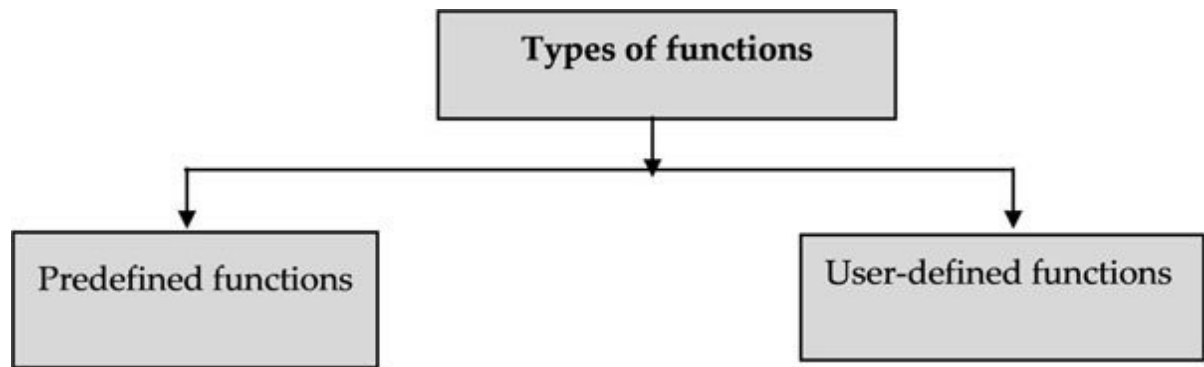 Types of functions
Predefined functions
User-defined functions